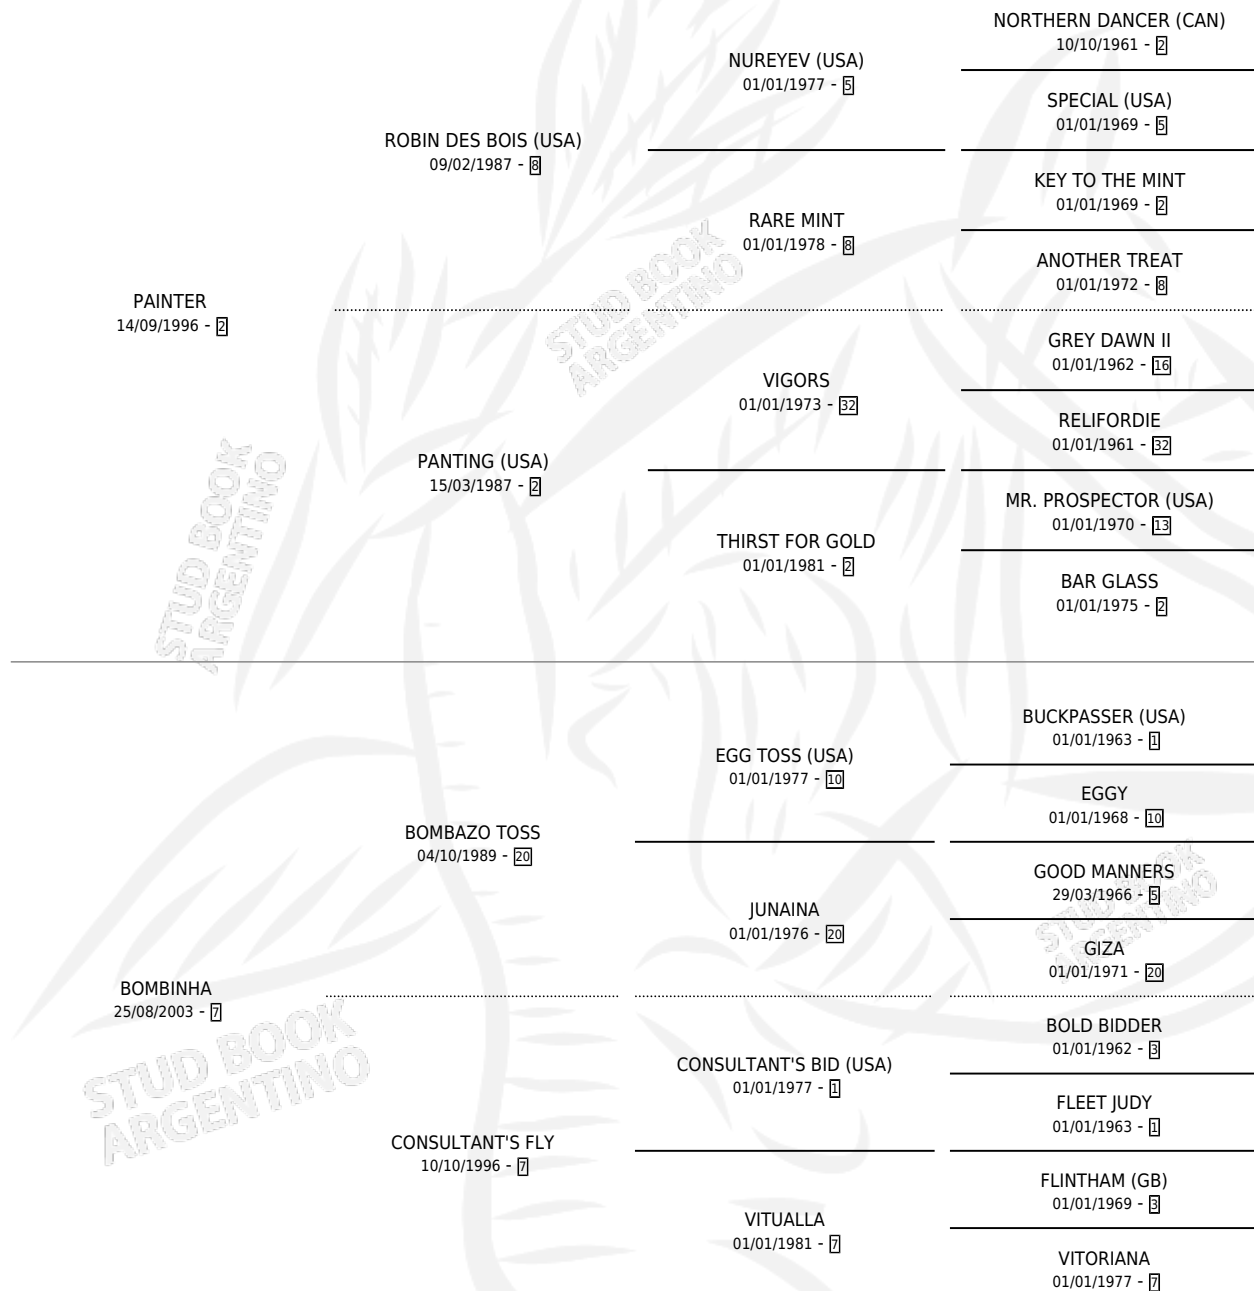 NORTHERN DANCER (CAN)
10/10/1961 - 2
NUREYEV (USA)
01/01/1977 - 5
SPECIAL (USA)
01/01/1969 - 5
ROBIN DES BOIS (USA)
09/02/1987 - 8
KEY TO THE MINT
01/01/1969 - 2
RARE MINT
01/01/1978 - 8
ANOTHER TREAT
01/01/1972 - 8
PAINTER
14/09/1996 - 2
GREY DAWN II
01/01/1962 - 16
VIGORS
01/01/1973 - 32
RELIFORDIE
01/01/1961 - 32
PANTING (USA)
15/03/1987 - 2
MR. PROSPECTOR (USA)
01/01/1970 - 13
THIRST FOR GOLD
01/01/1981 - 2
BAR GLASS
01/01/1975 - 2
BUCKPASSER (USA)
01/01/1963 - 1
EGG TOSS (USA)
01/01/1977 - 10
EGGY
01/01/1968 - 10
BOMBAZO TOSS
04/10/1989 - 20
GOOD MANNERS
29/03/1966 - 5
JUNAINA
01/01/1976 - 20
GIZA
01/01/1971 - 20
BOMBINHA
25/08/2003 - 7
BOLD BIDDER
01/01/1962 - 3
CONSULTANT'S BID (USA)
01/01/1977 - 1
FLEET JUDY
01/01/1963 - 1
CONSULTANT'S FLY
10/10/1996 - 7
FLINTHAM (GB)
01/01/1969 - 3
VITUALLA
01/01/1981 - 7
VITORIANA
01/01/1977 - 7
STUD BOOK
ARGENTINO
STUD BOOK
ARGENTINO
STUD BOOK
ARGENTINO
STUD BOOK
ARGENTINO